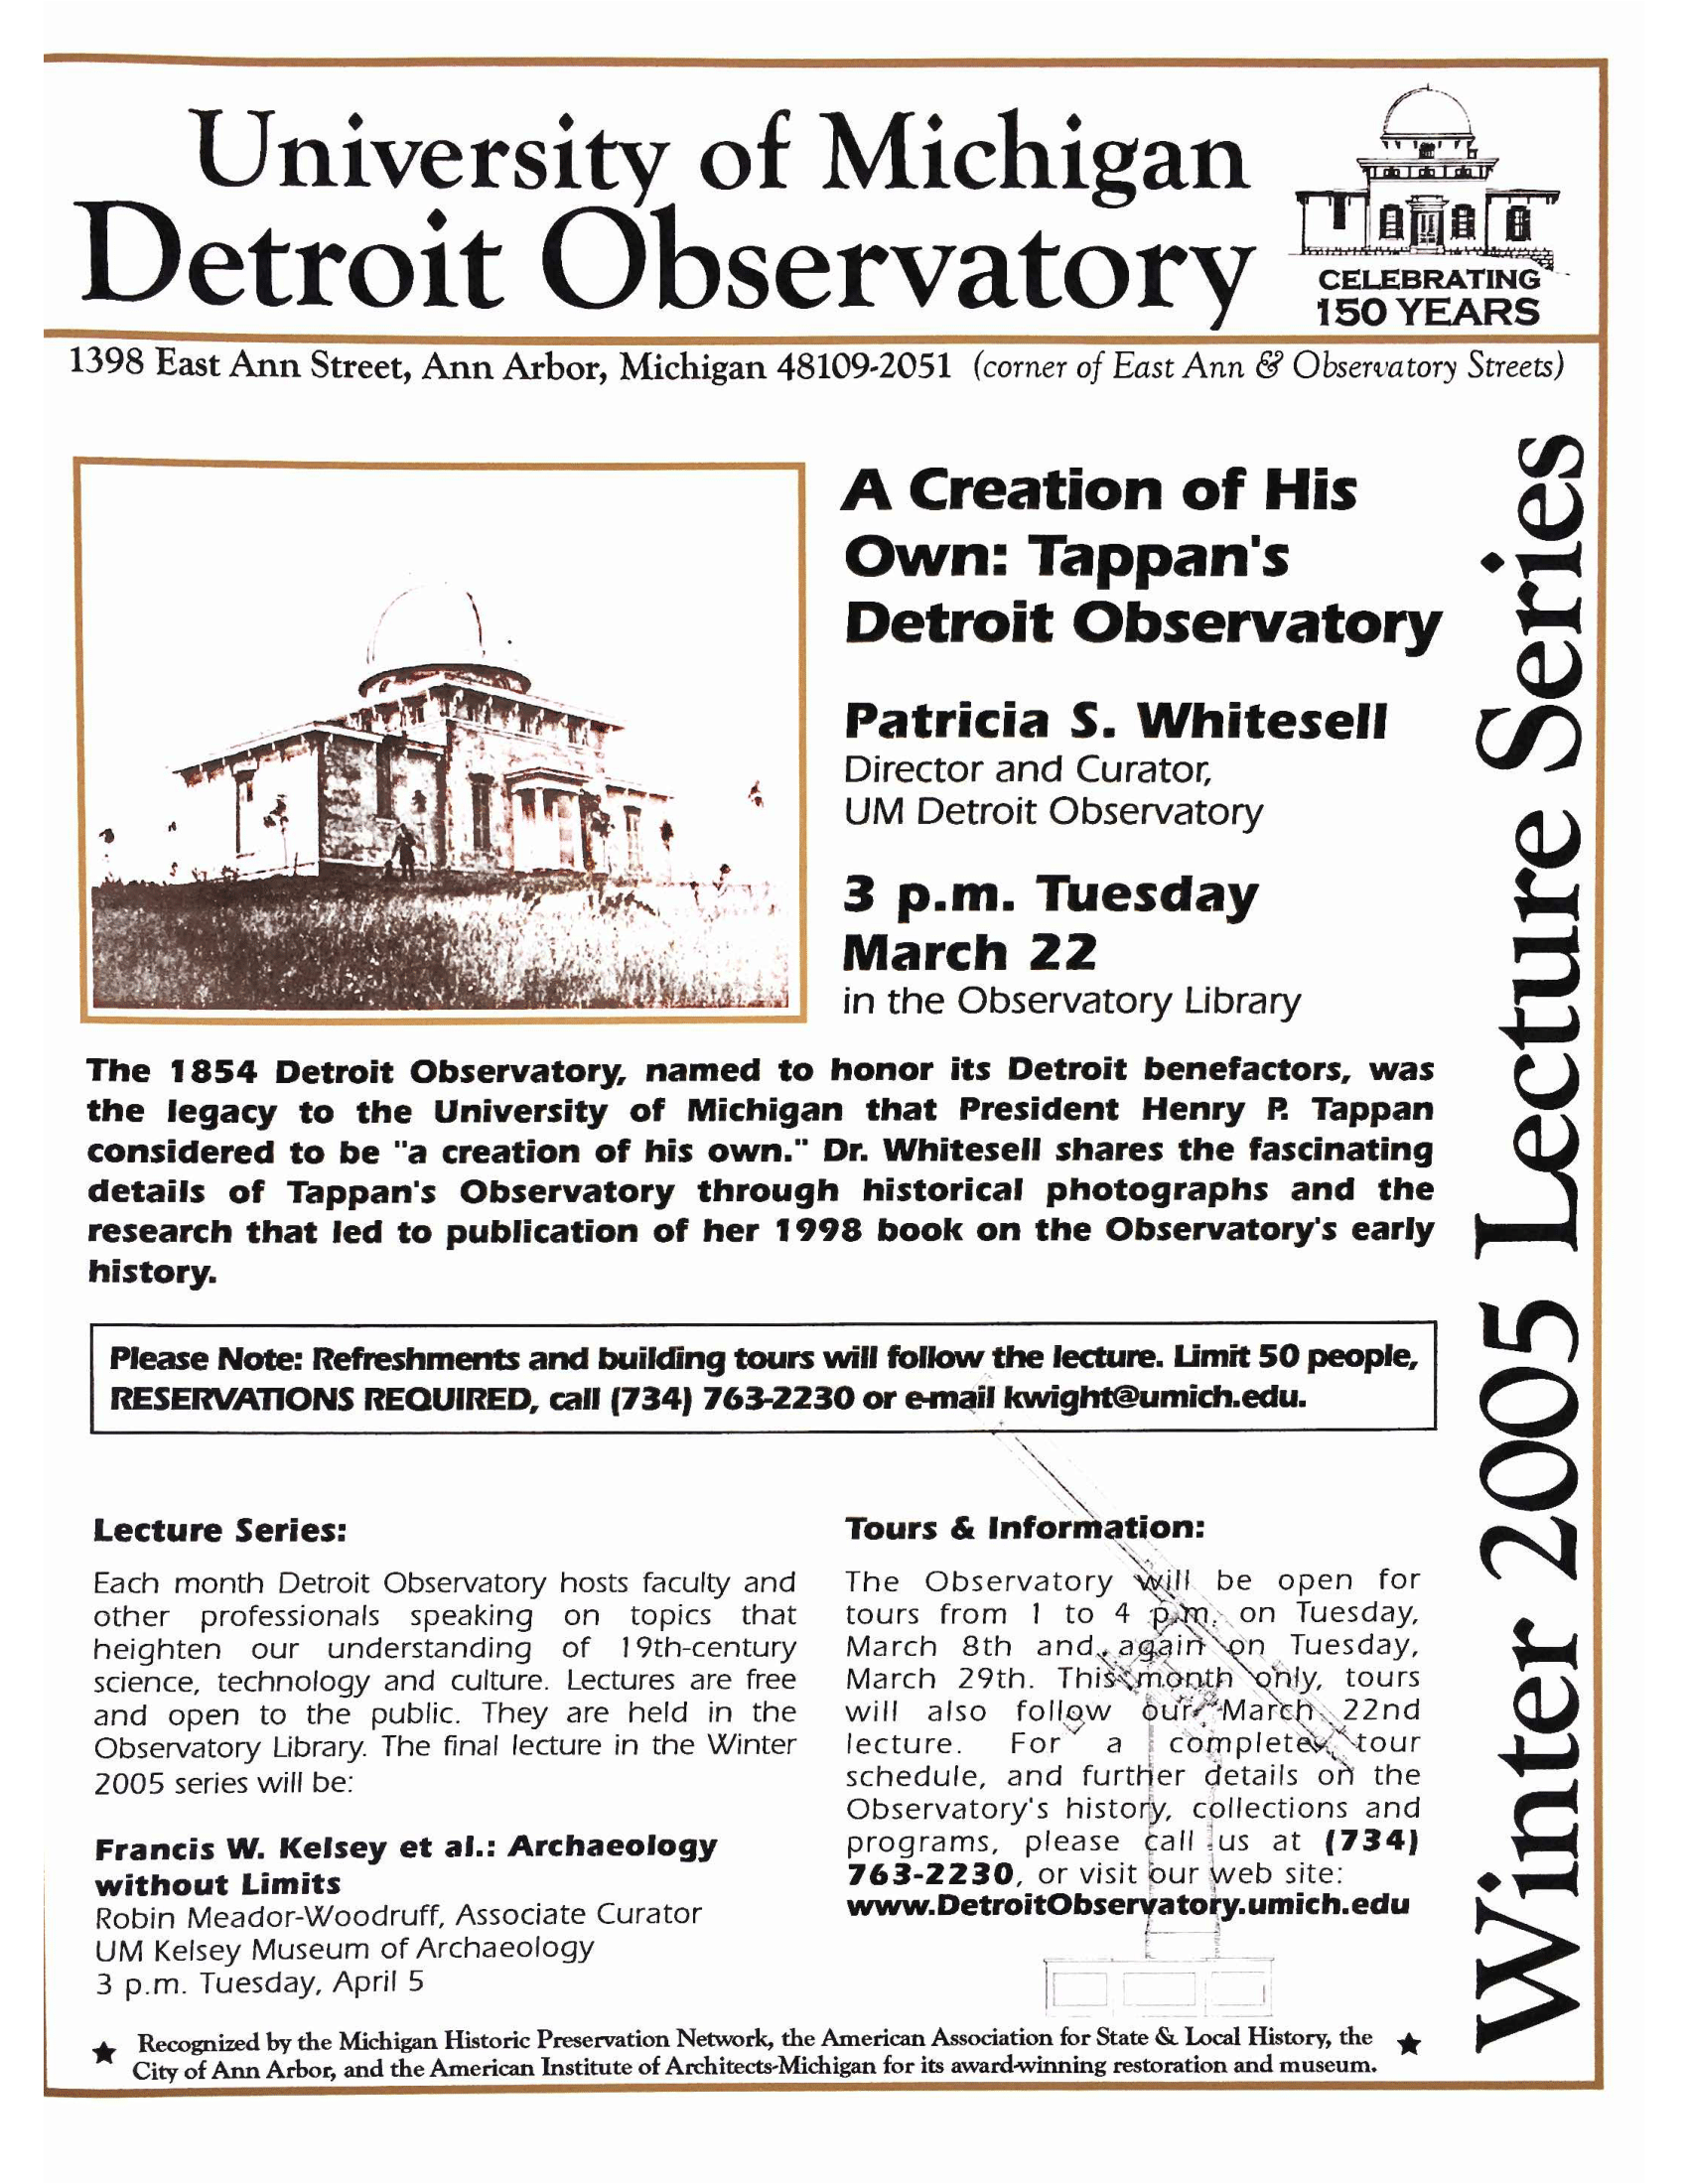 University of Michigan
Detroit Observatory
CELEBRATING
150 YEARS
1398 East Ann Street, Ann Arbor, Michigan 48109-2051 (corner of East Ann & Observatory Streets)
A Creation of His
Own: Tappan's
Detroit Observatory
Patricia S. Whitesell
Director and Curator,
UM Detroit Observatory
3 p.m. Tuesday
March 22
in the Observatory Library
The 1854 Detroit Observatory, named to honor its Detroit benefactors, was
the legacy to the University of Michigan that President Henry P. Tappan
considered to be "a creation of his own." Dr. Whitesell shares the fascinating
details of Tappan's Observatory through historical photographs and the
research that led to publication of her 1998 book on the Observatory's early
history.
Please Note: Refreshments and building tours will follow the lecture. Limit 50 people,
RESERVATIONS REQUIRED, call (734) 763-2230 or e-mail kwight@umich.edu.
Lecture Series:
Each month Detroit Observatory hosts faculty and
other professionals speaking on topics that
heighten our understanding of 19th-century
science, technology and culture. Lectures are free
and open to the public. They are held in the
Observatory Library. The final lecture in the Winter
2005 series will be:
Francis W. Kelsey et al.: Archaeology
without Limits
Robin Meador-Woodruff, Associate Curator
UM Kelsey Museum of Archaeology
3 p.m. Tuesday, April 5
Tours & Information:
The Observatory will be open for
tours from 1 to 4 p.m. on Tuesday,
March 8th and again on Tuesday,
March 29th. This month only, tours
will also follow our March 22nd
lecture. For a complete tour
schedule, and further details on the
Observatory's history, collections and
programs, please call us at (734)
763-2230, or visit our web site:
www.DetroitObservatory.umich.edu
★ Recognized by the Michigan Historic Preservation Network, the American Association for State & Local History, the ★
City of Ann Arbor, and the American Institute of Architects-Michigan for its award-winning restoration and museum.
Winter 2005 Lecture Series